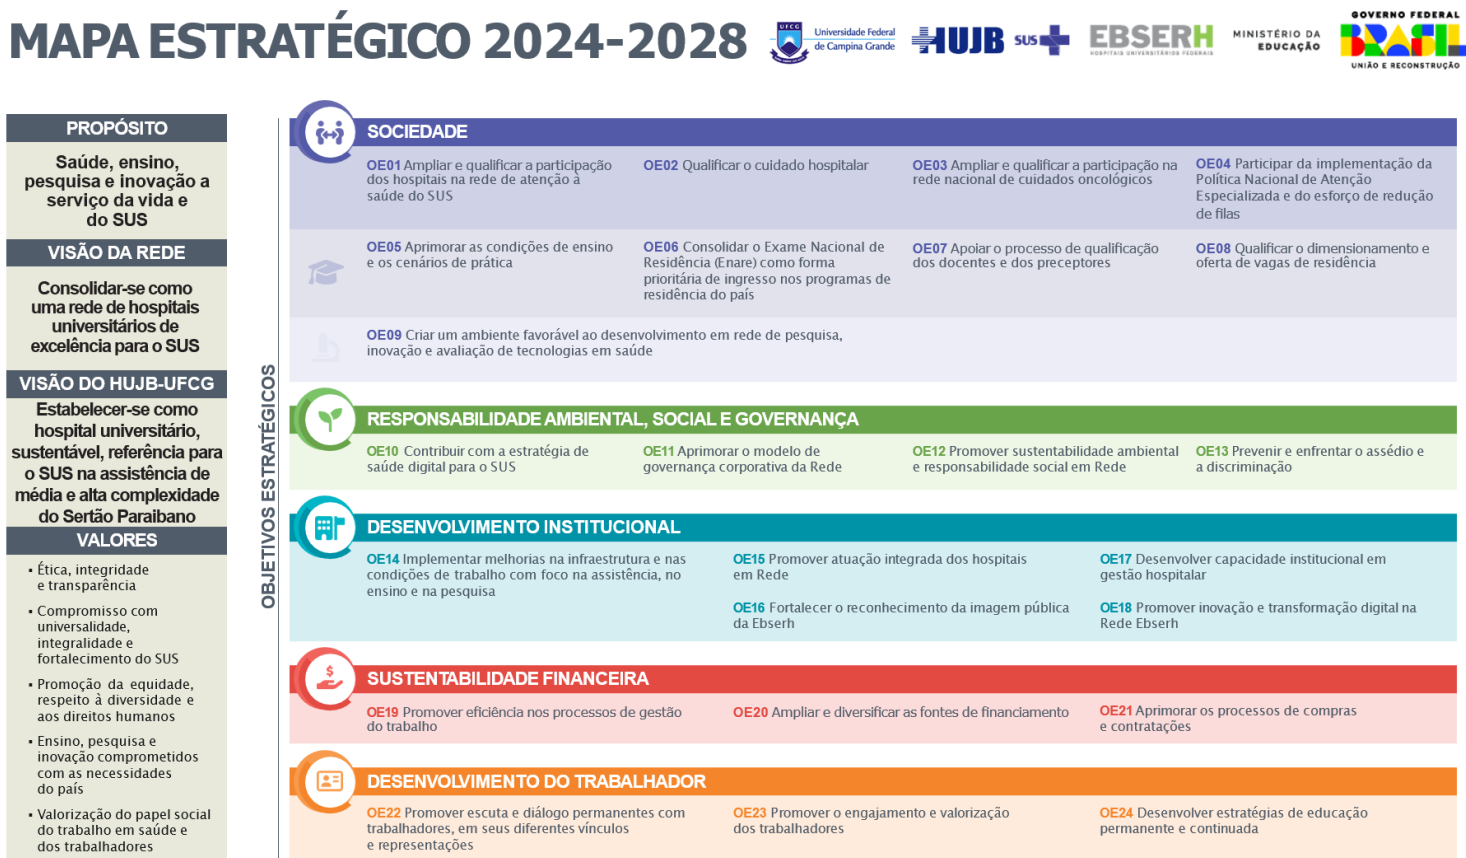 MAPA ESTRATÉGICO 2024-2028
UFCG
Universidade Federal
de Campina Grande
HUJB
SUS
EBSERH
HOSPITAIS UNIVERSITÁRIOS FEDERAIS
MINISTÉRIO DA
EDUCAÇÃO
GOVERNO FEDERAL
BRASIL
UNIÃO E RECONSTRUÇÃO
PROPÓSITO
Saúde, ensino,
pesquisa e inovação a
serviço da vida e
do SUS
VISÃO DA REDE
Consolidar-se como
uma rede de hospitais
universitários de
excelência para o SUS
VISÃO DO HUJB-UFCG
Estabelecer-se como
hospital universitário,
sustentável, referência para
o SUS na assistência de
média e alta complexidade
do Sertão Paraibano
VALORES
▪ Ética, integridade
e transparência
▪ Compromisso com
universalidade,
integralidade e
fortalecimento do SUS
▪ Promoção da equidade,
respeito à diversidade e
aos direitos humanos
▪ Ensino, pesquisa e
inovação comprometidos
com as necessidades
do país
▪ Valorização do papel social
do trabalho em saúde e
dos trabalhadores
OBJETIVOS ESTRATÉGICOS
SOCIEDADE
OE01 Ampliar e qualificar a participação
dos hospitais na rede de atenção à
saúde do SUS
OE02 Qualificar o cuidado hospitalar
OE03 Ampliar e qualificar a participação na
rede nacional de cuidados oncológicos
OE04 Participar da implementação da
Política Nacional de Atenção
Especializada e do esforço de redução
de filas
OE05 Aprimorar as condições de ensino
e os cenários de prática
OE06 Consolidar o Exame Nacional de
Residência (Enare) como forma
prioritária de ingresso nos programas de
residência do país
OE07 Apoiar o processo de qualificação
dos docentes e dos preceptores
OE08 Qualificar o dimensionamento e
oferta de vagas de residência
OE09 Criar um ambiente favorável ao desenvolvimento em rede de pesquisa,
inovação e avaliação de tecnologias em saúde
RESPONSABILIDADE AMBIENTAL, SOCIAL E GOVERNANÇA
OE10 Contribuir com a estratégia de
saúde digital para o SUS
OE11 Aprimorar o modelo de
governança corporativa da Rede
OE12 Promover sustentabilidade ambiental
e responsabilidade social em Rede
OE13 Prevenir e enfrentar o assédio e
a discriminação
DESENVOLVIMENTO INSTITUCIONAL
OE14 Implementar melhorias na infraestrutura e nas
condições de trabalho com foco na assistência, no
ensino e na pesquisa
OE15 Promover atuação integrada dos hospitais
em Rede
OE16 Fortalecer o reconhecimento da imagem pública
da Ebserh
OE17 Desenvolver capacidade institucional em
gestão hospitalar
OE18 Promover inovação e transformação digital na
Rede Ebserh
SUSTENTABILIDADE FINANCEIRA
OE19 Promover eficiência nos processos de gestão
do trabalho
OE20 Ampliar e diversificar as fontes de financiamento
OE21 Aprimorar os processos de compras
e contratações
DESENVOLVIMENTO DO TRABALHADOR
OE22 Promover escuta e diálogo permanentes com
trabalhadores, em seus diferentes vínculos
e representações
OE23 Promover o engajamento e valorização
dos trabalhadores
OE24 Desenvolver estratégias de educação
permanente e continuada